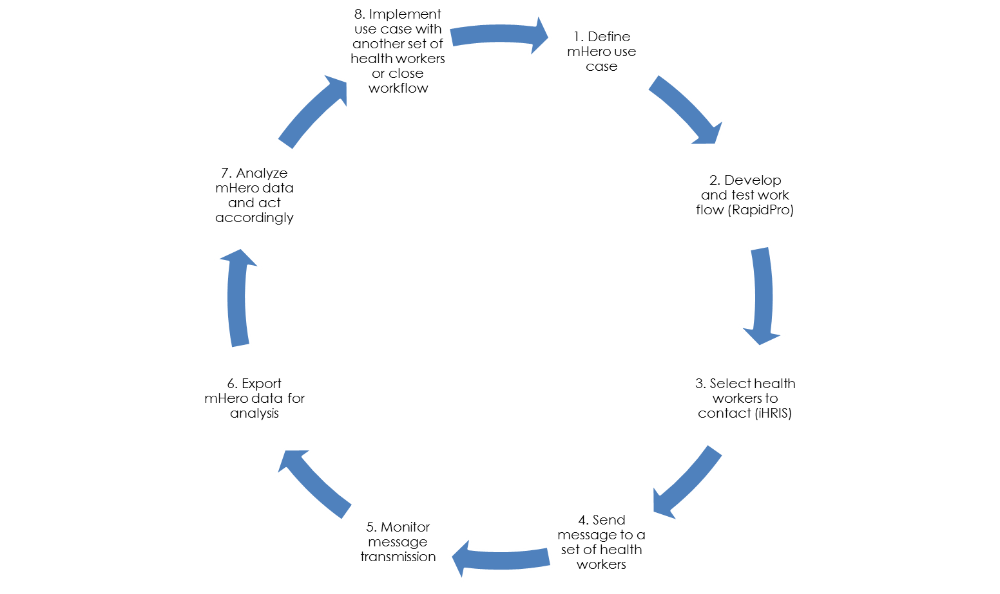 8. Implement
use case with
another set of
health workers
or close
workflow
1. Define
mHero use
case
2. Develop
and test work
flow (RapidPro)
3. Select health
workers to
contact (iHRIS)
4. Send
message to a
set of health
workers
5. Monitor
message
transmission
6. Export
mHero data for
analysis
7. Analyze
mHero data
and act
accordingly